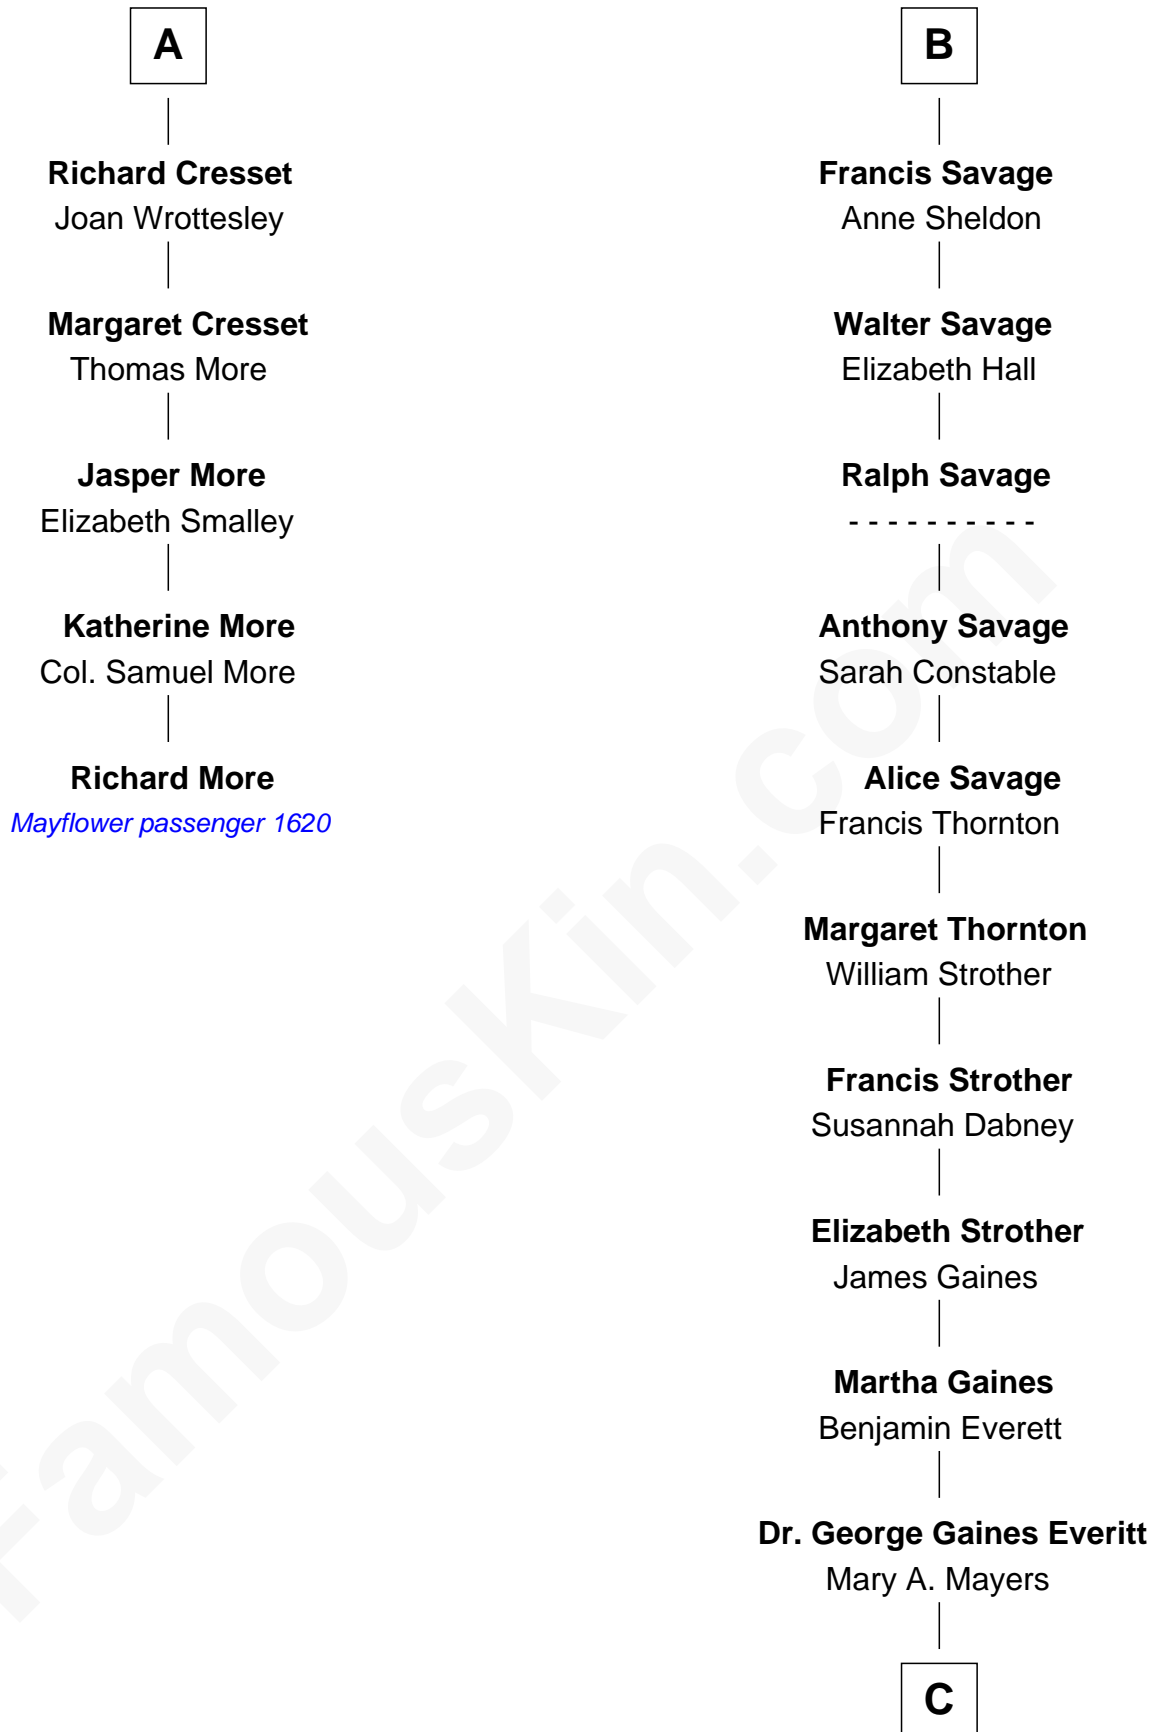 A
Richard Cresset
Joan Wrottesley
Margaret Cresset
Thomas More
Jasper More
Elizabeth Smalley
Katherine More
Col. Samuel More
Richard More
Mayflower passenger 1620
B
Francis Savage
Anne Sheldon
Walter Savage
Elizabeth Hall
Ralph Savage
- - - - - - - - - -
Anthony Savage
Sarah Constable
Alice Savage
Francis Thornton
Margaret Thornton
William Strother
Francis Strother
Susannah Dabney
Elizabeth Strother
James Gaines
Martha Gaines
Benjamin Everett
Dr. George Gaines Everitt
Mary A. Mayers
C
FamousKin.com